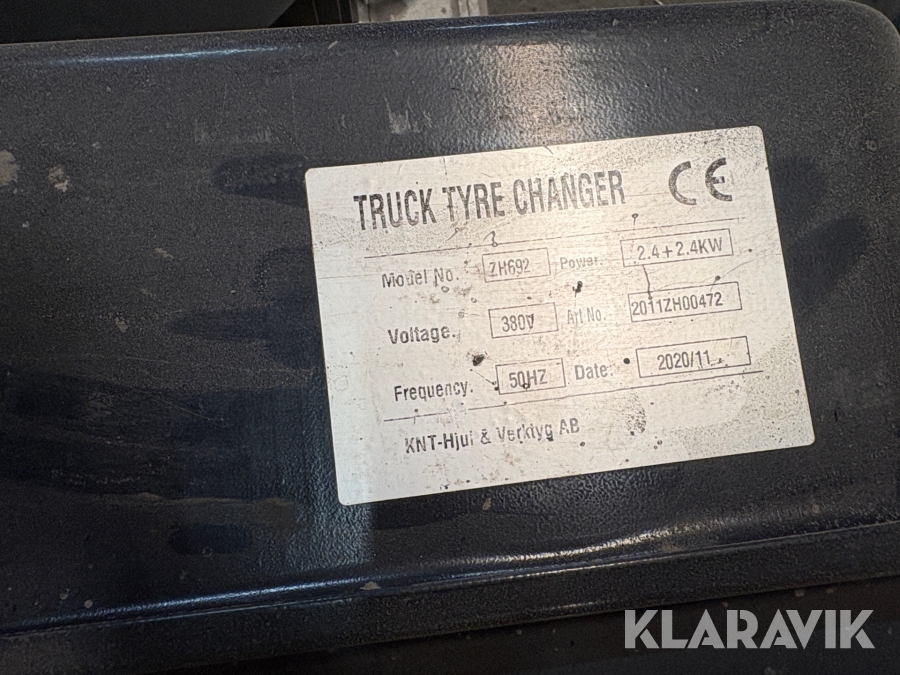 TRUCK TYRE CHANGER CE
Model No. ZH692 Power. 2.4+2.4KW
Voltage. 380V Art No. 2011ZH00472
Frequency. 50HZ Date: 2020/11
KNT-Hjul & Verktyg AB
KLARAVIK